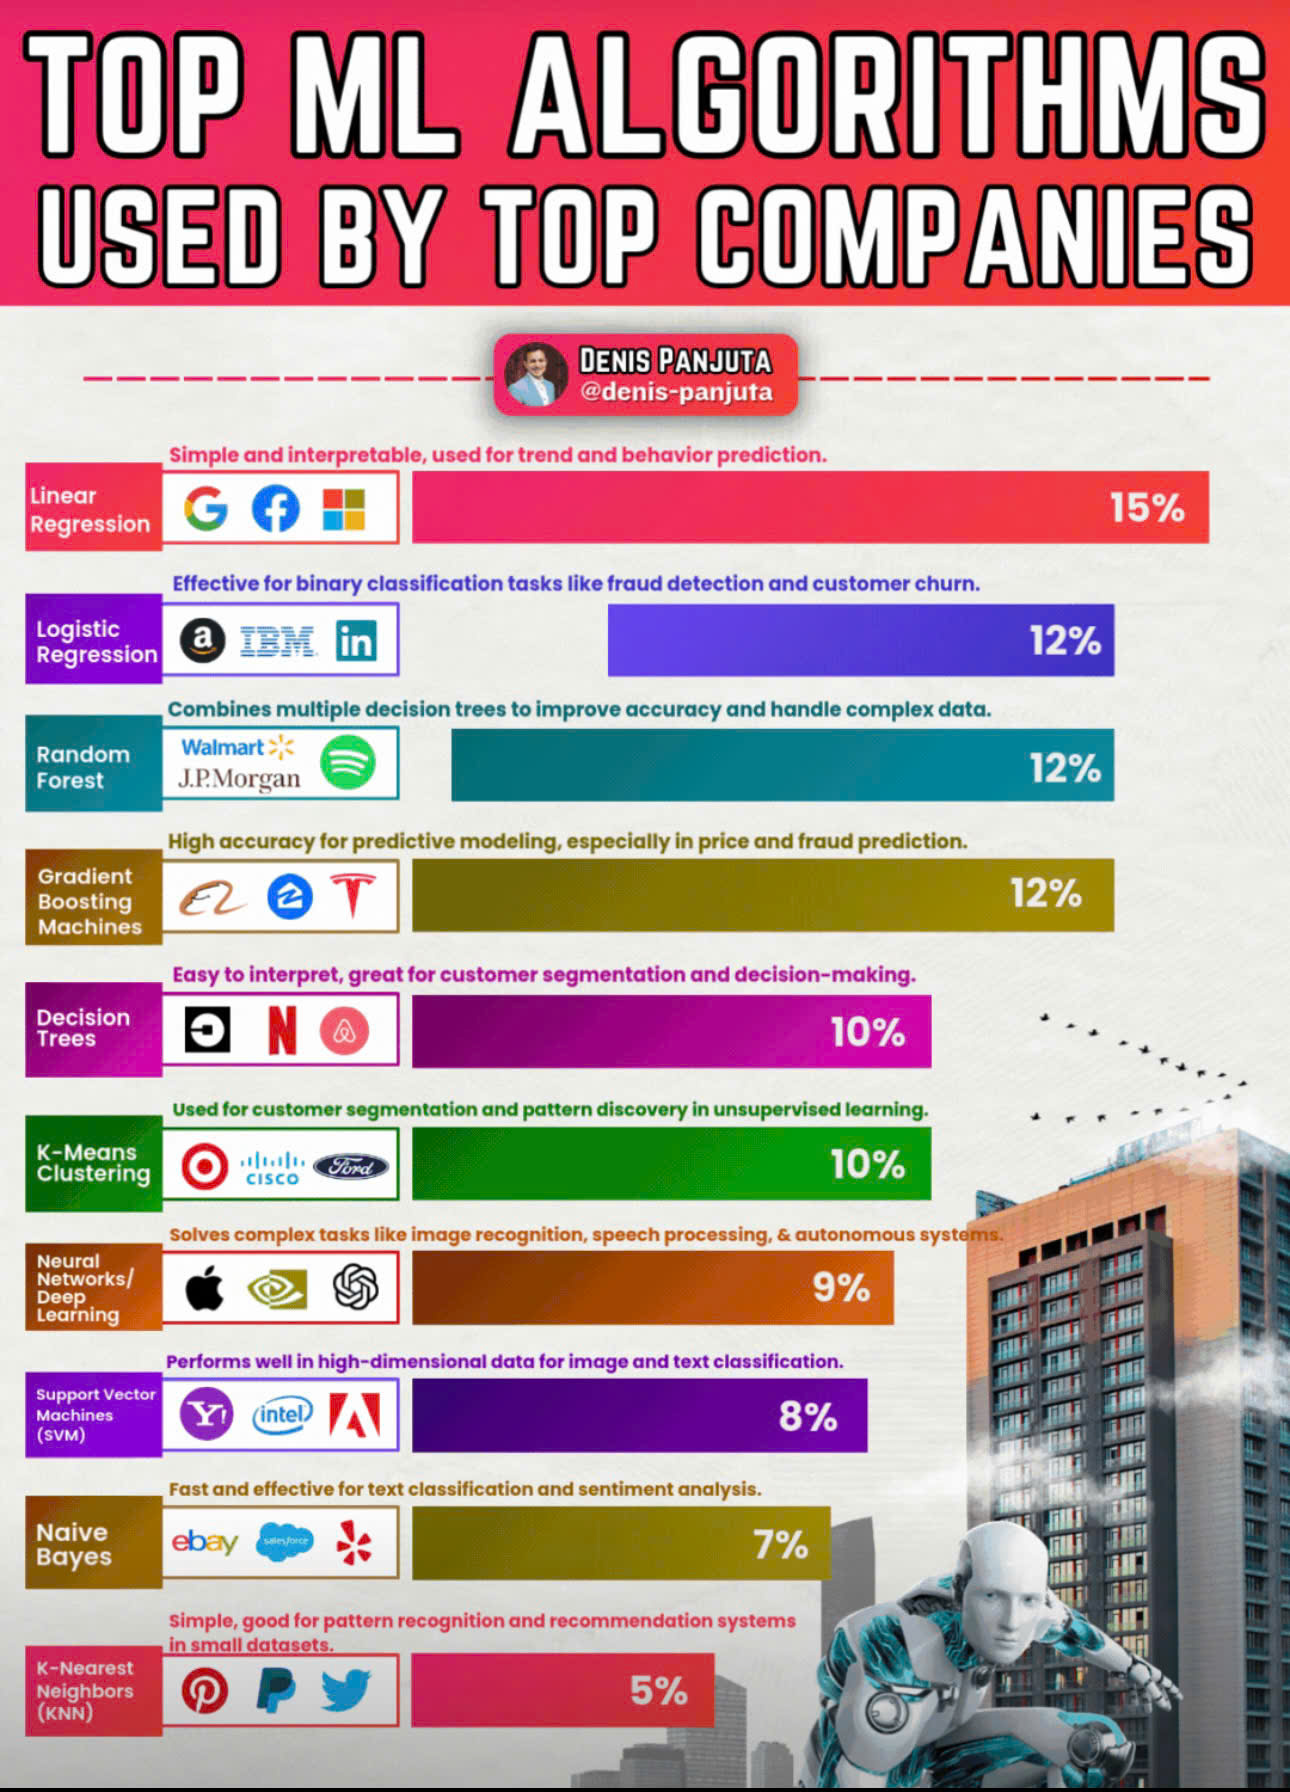 TOP ML ALGORITHMS
USED BY TOP COMPANIES
DENIS PANJUTA
@denis-panjuta
Simple and interpretable, used for trend and behavior prediction.
Linear
Regression
15%
Effective for binary classification tasks like fraud detection and customer churn.
Logistic
Regression
a
IBM
in
12%
Combines multiple decision trees to improve accuracy and handle complex data.
Random
Forest
Walmart
J.P.Morgan
12%
High accuracy for predictive modeling, especially in price and fraud prediction.
Gradient
Boosting
Machines
12%
Easy to interpret, great for customer segmentation and decision-making.
Decision
Trees
N
10%
Used for customer segmentation and pattern discovery in unsupervised learning.
K-Means
Clustering
CISCO
Ford
10%
Solves complex tasks like image recognition, speech processing, & autonomous systems.
Neural
Networks/
Deep
Learning
9%
Performs well in high-dimensional data for image and text classification.
Support Vector
Machines
(SVM)
Y!
intel
8%
Fast and effective for text classification and sentiment analysis.
Naive
Bayes
ebay
salesforce
7%
Simple, good for pattern recognition and recommendation systems
in small datasets.
K-Nearest
Neighbors
(KNN)
5%